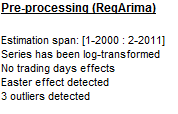 Pre-processing (RegArima)
Estimation span: [1-2000 : 2-2011]
Series has been log-transformed
No trading days effects
Easter effect detected
3 outliers detected